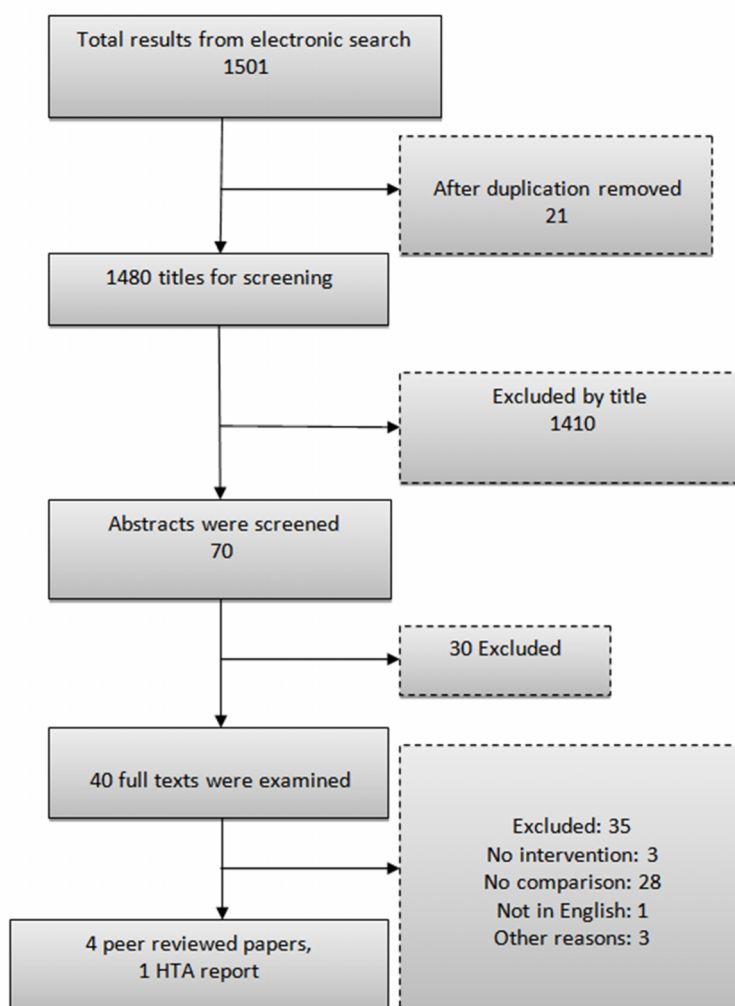 Total results from electronic search
1501
After duplication removed
21
1480 titles for screening
Excluded by title
1410
Abstracts were screened
70
30 Excluded
40 full texts were examined
Excluded: 35
No intervention: 3
No comparison: 28
Not in English: 1
Other reasons: 3
4 peer reviewed papers,
1 HTA report